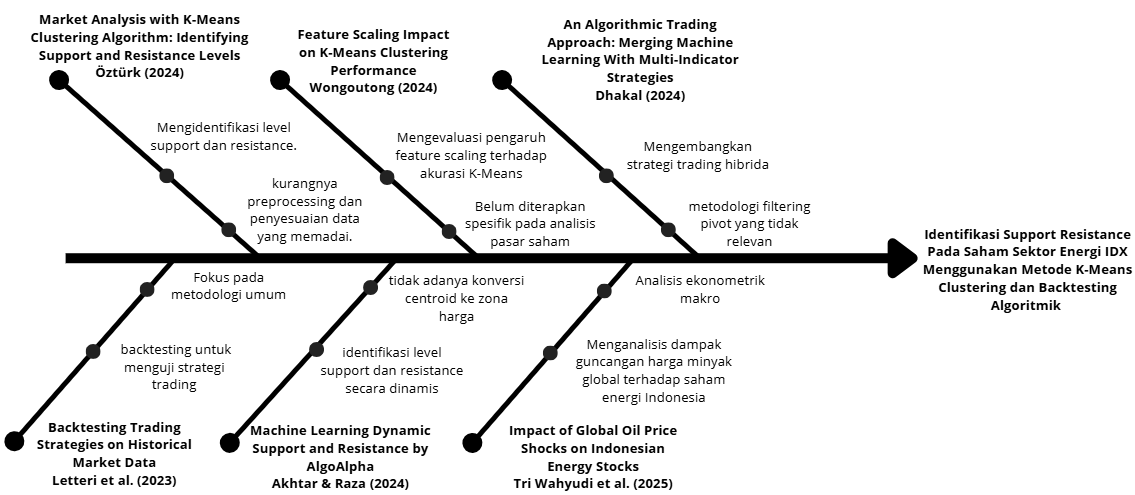 Market Analysis with K-Means
Clustering Algorithm: Identifying
Support and Resistance Levels
Öztürk (2024)
Mengidentifikasi level
support dan resistance.
kurangnya
preprocessing dan
penyesuaian data
yang memadai.
Feature Scaling Impact
on K-Means Clustering
Performance
Wongoutong (2024)
Mengevaluasi pengaruh
feature scaling terhadap
akurasi K-Means
Belum diterapkan
spesifik pada analisis
pasar saham
An Algorithmic Trading
Approach: Merging Machine
Learning With Multi-Indicator
Strategies
Dhakal (2024)
Mengembangkan
strategi trading hibrida
metodologi filtering
pivot yang tidak
relevan
Identifikasi Support Resistance
Pada Saham Sektor Energi IDX
Menggunakan Metode K-Means
Clustering dan Backtesting
Algoritmik
Fokus pada
metodologi umum
backtesting untuk
menguji strategi
trading
Backtesting Trading
Strategies on Historical
Market Data
Letteri et al. (2023)
tidak adanya konversi
centroid ke zona
harga
identifikasi level
support dan resistance
secara dinamis
Machine Learning Dynamic
Support and Resistance by
AlgoAlpha
Akhtar & Raza (2024)
Analisis ekonometrik
makro
Menganalisis dampak
guncangan harga minyak
global terhadap saham
energi Indonesia
Impact of Global Oil Price
Shocks on Indonesian
Energy Stocks
Tri Wahyudi et al. (2025)